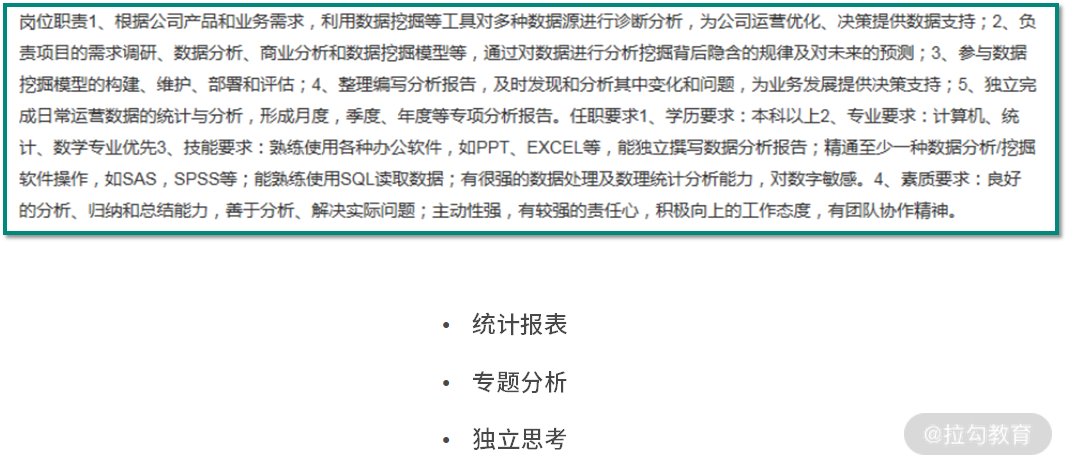 岗位职责1、根据公司产品和业务需求，利用数据挖掘等工具对多种数据源进行诊断分析，为公司运营优化、决策提供数据支持；2、负
责项目的需求调研、数据分析、商业分析和数据挖掘模型等，通过对数据进行分析挖掘背后隐含的规律及对未来的预测；3、参与数据
挖掘模型的构建、维护、部署和评估；4、整理编写分析报告，及时发现和分析其中变化和问题，为业务发展提供决策支持；5、独立完
成日常运营数据的统计与分析，形成月度，季度、年度等专项分析报告。任职要求1、学历要求：本科以上2、专业要求：计算机、统
计、数学专业优先3、技能要求：熟练使用各种办公软件，如PPT、EXCEL等，能独立撰写数据分析报告；精通至少一种数据分析/挖掘
软件操作，如SAS，SPSS等；能熟练使用SQL读取数据；有很强的数据处理及数理统计分析能力，对数字敏感。4、素质要求：良好
的分析、归纳和总结能力，善于分析、解决实际问题；主动性强，有较强的责任心，积极向上的工作态度，有团队协作精神。
• 统计报表
• 专题分析
• 独立思考
@拉勾教育